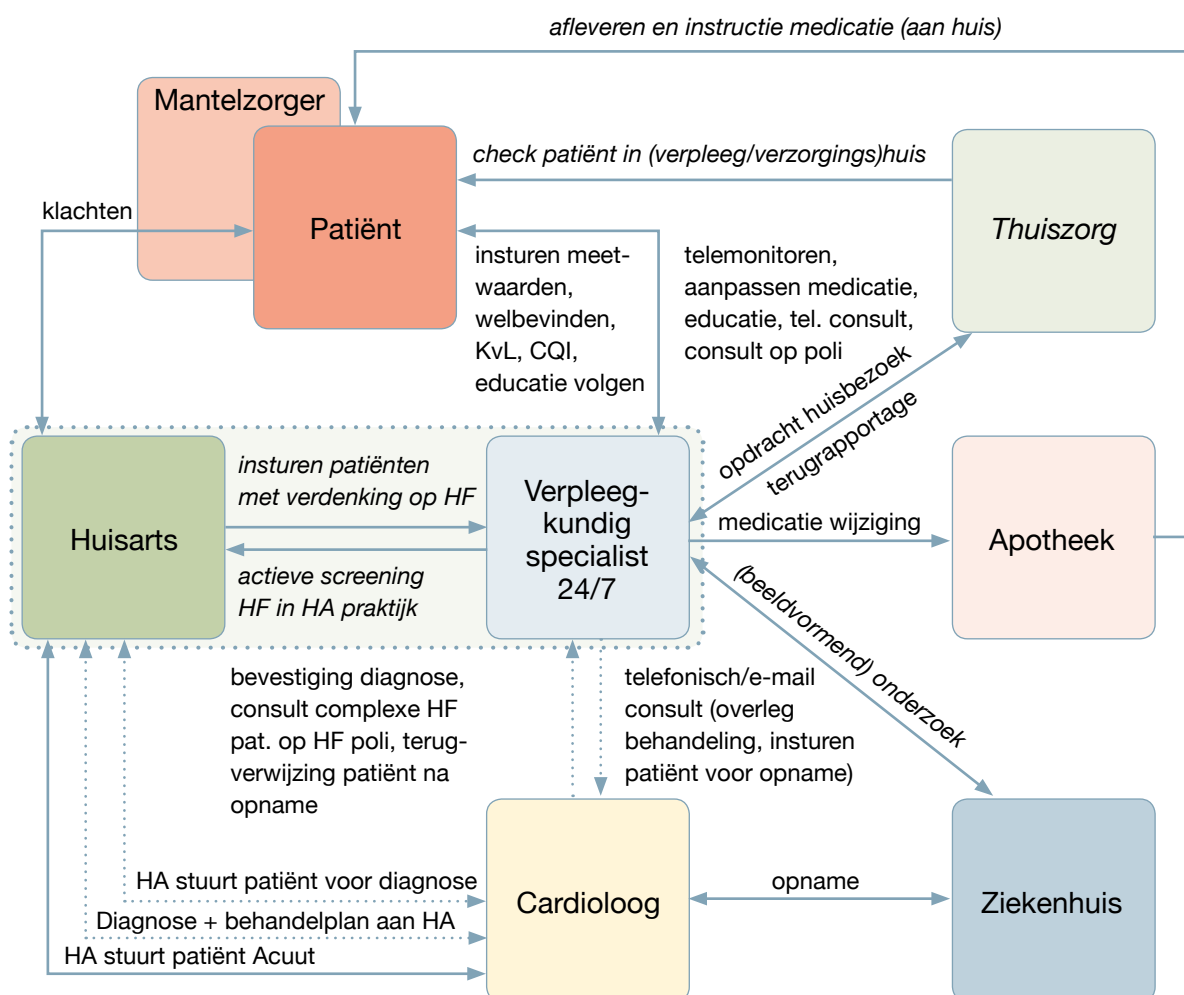 afleveren en instructie medicatie (aan huis)
Mantelzorger
check patiënt in (verpleeg/verzorgings)huis
klachten
Patiënt
Thuiszorg
insturen meet-
waarden,
welbevinden,
KvL, CQI,
educatie volgen
telemonitoren,
aanpassen medicatie,
educatie, tel. consult,
consult op poli
opdracht huisbezoek
terugrapportage
insturen patiënten
met verdenking op HF
Huisarts
actieve screening
HF in HA praktijk
Verpleeg-
kundig
specialist
24/7
medicatie wijziging
Apotheek
(beeldvormend) onderzoek
bevestiging diagnose,
consult complexe HF
pat. op HF poli, terug-
verwijzing patiënt na
opname
telefonisch/e-mail
consult (overleg
behandeling, insturen
patiënt voor opname)
HA stuurt patiënt voor diagnose
Diagnose + behandelplan aan HA
HA stuurt patiënt Acuut
Cardioloog
opname
Ziekenhuis